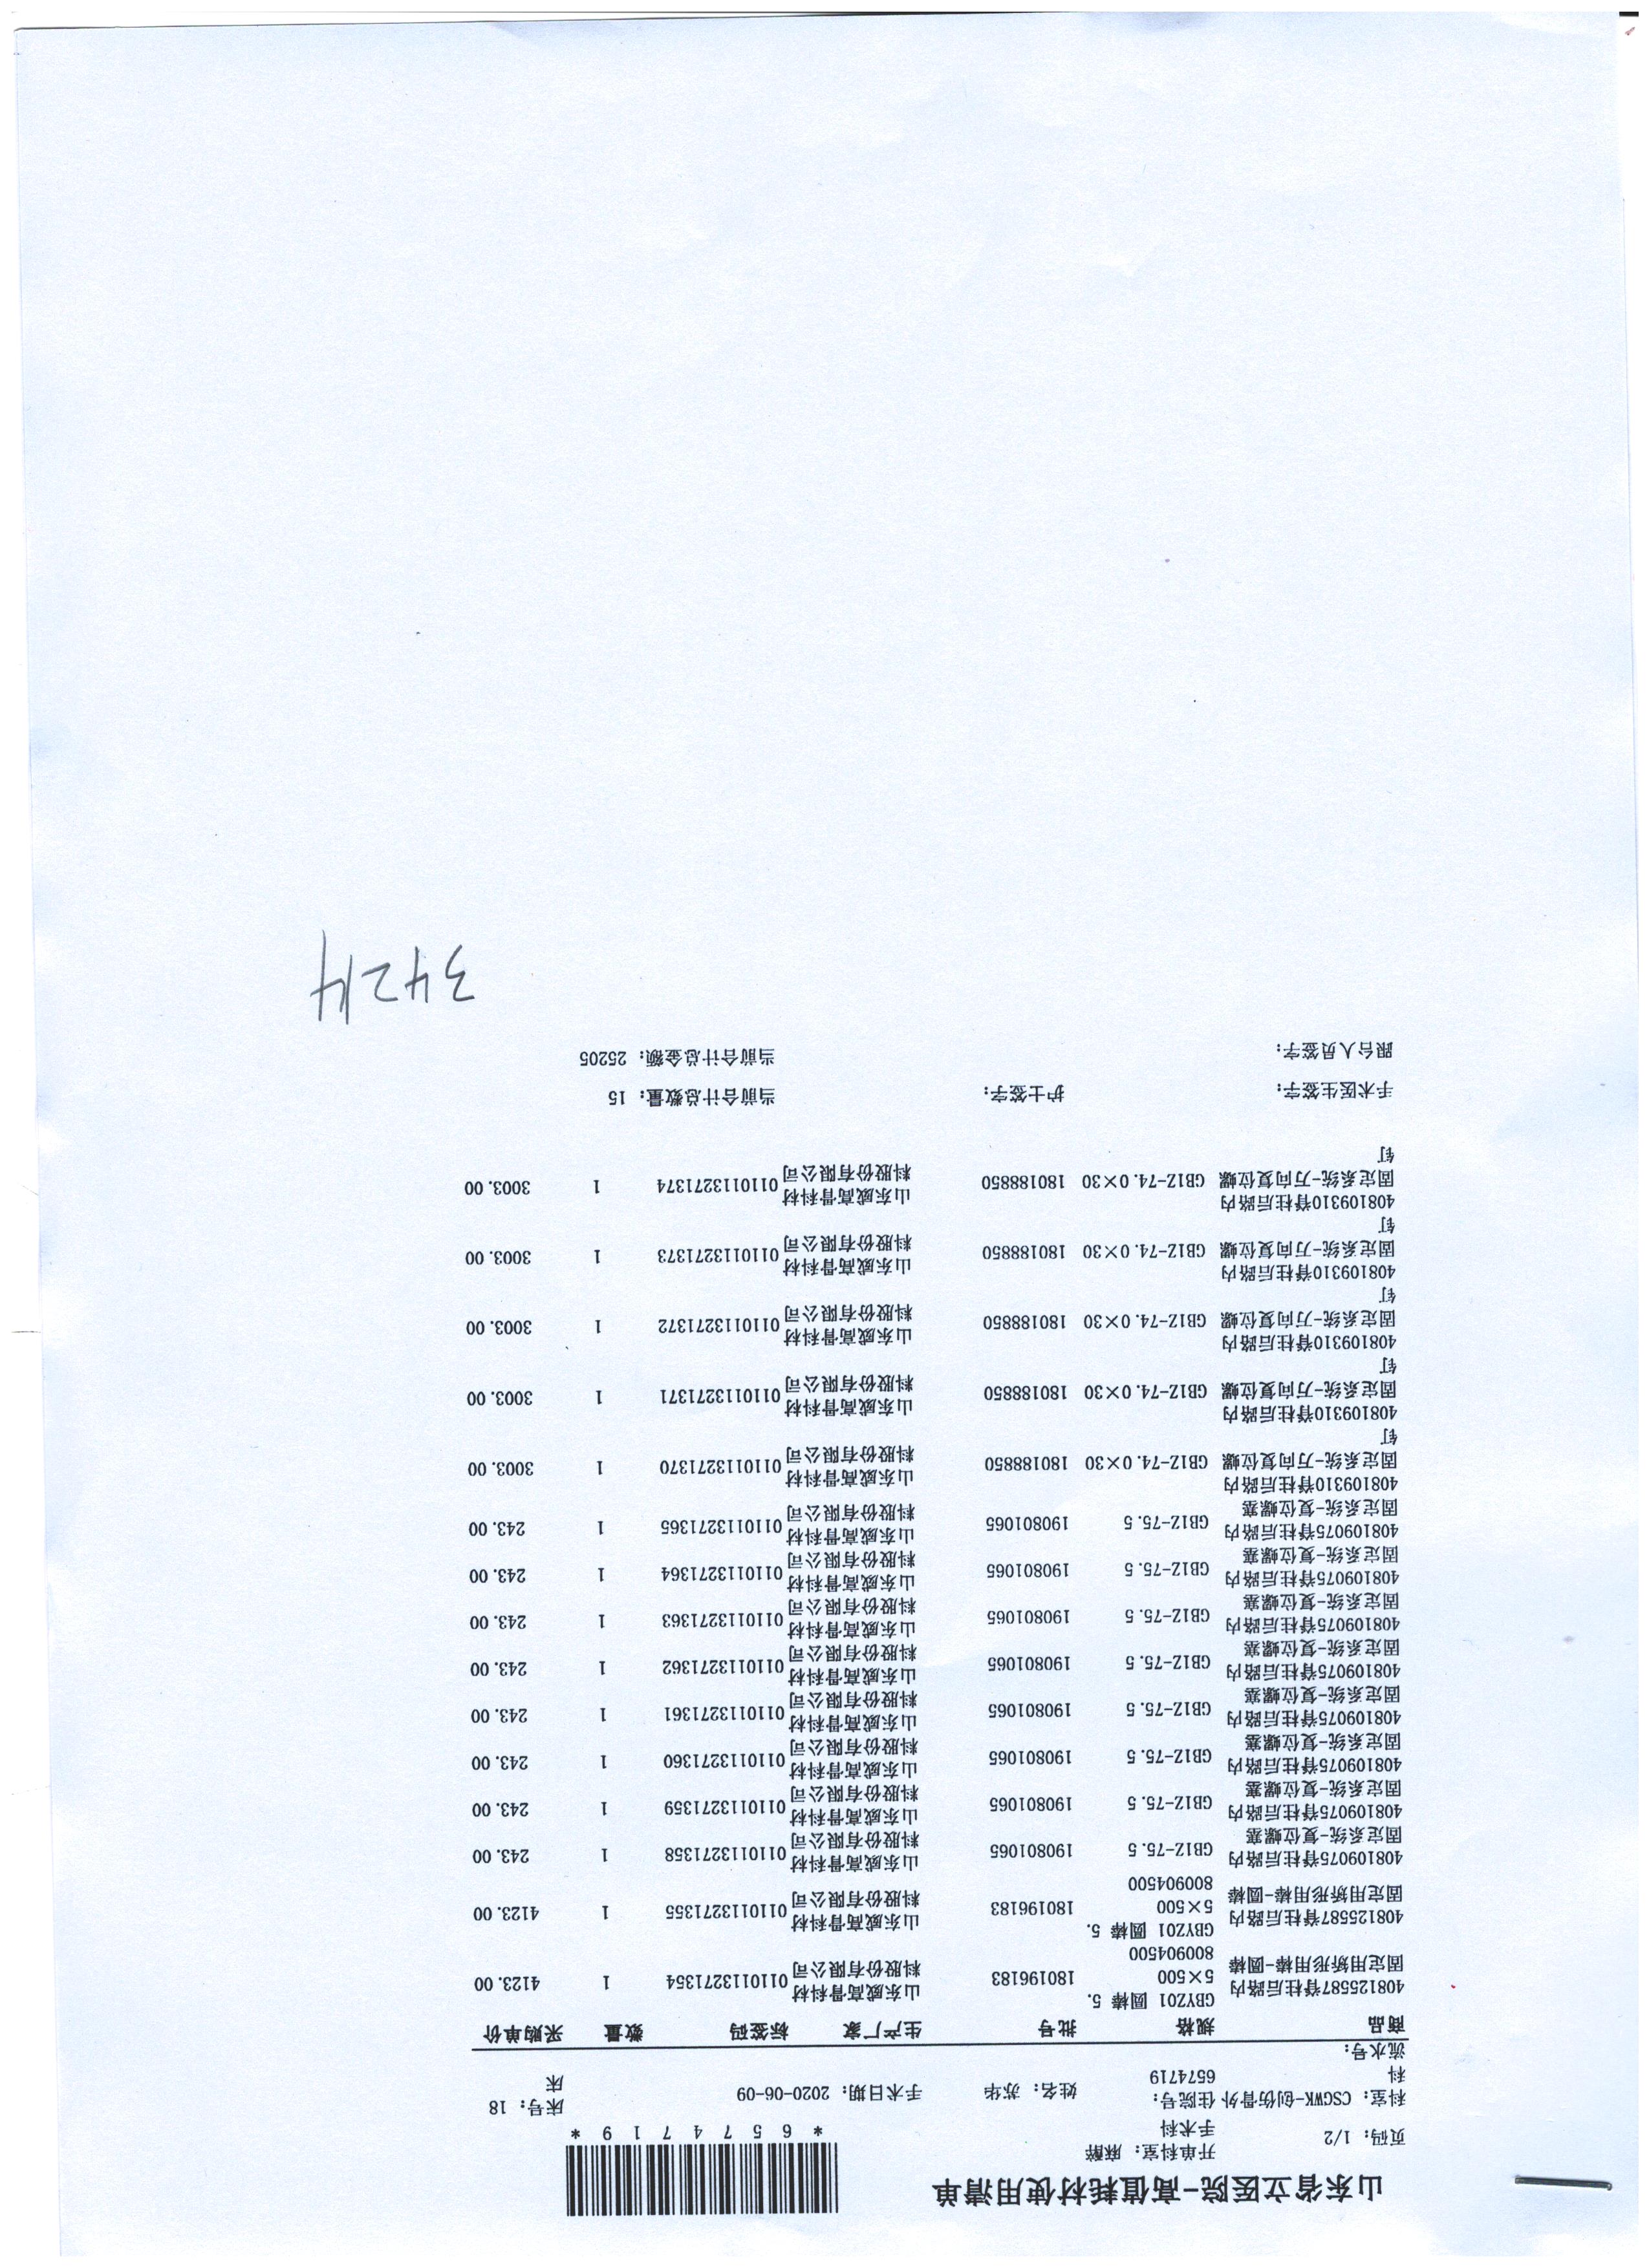 山东省立医院-高值耗材使用清单
*6574719*
页码: 1/2 开单科室: 麻醉手术科
科室: CSGWK-创伤骨外科 住院号: 6574719 姓名: 苏华 手术日期: 2020-06-09 床号: 18床
流水号:
商品 规格 批号 生产厂家 标签码 数量 采购单价
408125587脊柱后路内固定用矫形用棒-圆棒 GBYZ01 圆棒 5.5×500 800904500 180196183 山东威高骨科材料股份有限公司 011011327​1354 1 4123.00
408125587脊柱后路内固定用矫形用棒-圆棒 GBYZ01 圆棒 5.5×500 800904500 180196183 山东威高骨科材料股份有限公司 0110113271355 1 4123.00
408109075脊柱后路内固定系统-复位螺塞 GB1Z-75.5 190801065 山东威高骨科材料股份有限公司 0110113271358 1 243.00
408109075脊柱后路内固定系统-复位螺塞 GB1Z-75.5 190801065 山东威高骨科材料股份有限公司 0110113271359 1 243.00
408109075脊柱后路内固定系统-复位螺塞 GB1Z-75.5 190801065 山东威高骨科材料股份有限公司 0110113271360 1 243.00
408109075脊柱后路内固定系统-复位螺塞 GB1Z-75.5 190801065 山东威高骨科材料股份有限公司 0110113271361 1 243.00
408109075脊柱后路内固定系统-复位螺塞 GB1Z-75.5 190801065 山东威高骨科材料股份有限公司 0110113271362 1 243.00
408109075脊柱后路内固定系统-复位螺塞 GB1Z-75.5 190801065 山东威高骨科材料股份有限公司 0110113271363 1 243.00
408109075脊柱后路内固定系统-复位螺塞 GB1Z-75.5 190801065 山东威高骨科材料股份有限公司 0110113271364 1 243.00
408109075脊柱后路内固定系统-复位螺塞 GB1Z-75.5 190801065 山东威高骨科材料股份有限公司 0110113271365 1 243.00
408109310脊柱后路内固定系统-万向复位螺钉 GB1Z-74.0×30 180188850 山东威高骨科材料股份有限公司 0110113271370 1 3003.00
408109310脊柱后路内固定系统-万向复位螺钉 GB1Z-74.0×30 180188850 山东威高骨科材料股份有限公司 0110113271371 1 3003.00
408109310脊柱后路内固定系统-万向复位螺钉 GB1Z-74.0×30 180188850 山东威高骨科材料股份有限公司 0110113271372 1 3003.00
408109310脊柱后路内固定系统-万向复位螺钉 GB1Z-74.0×30 180188850 山东威高骨科材料股份有限公司 0110113271373 1 3003.00
408109310脊柱后路内固定系统-万向复位螺钉 GB1Z-74.0×30 180188850 山东威高骨科材料股份有限公司 0110113271374 1 3003.00
手术医生签字: 护士签字: 当前合计总数量: 15
跟台人员签字: 当前合计总金额: 25205
3424